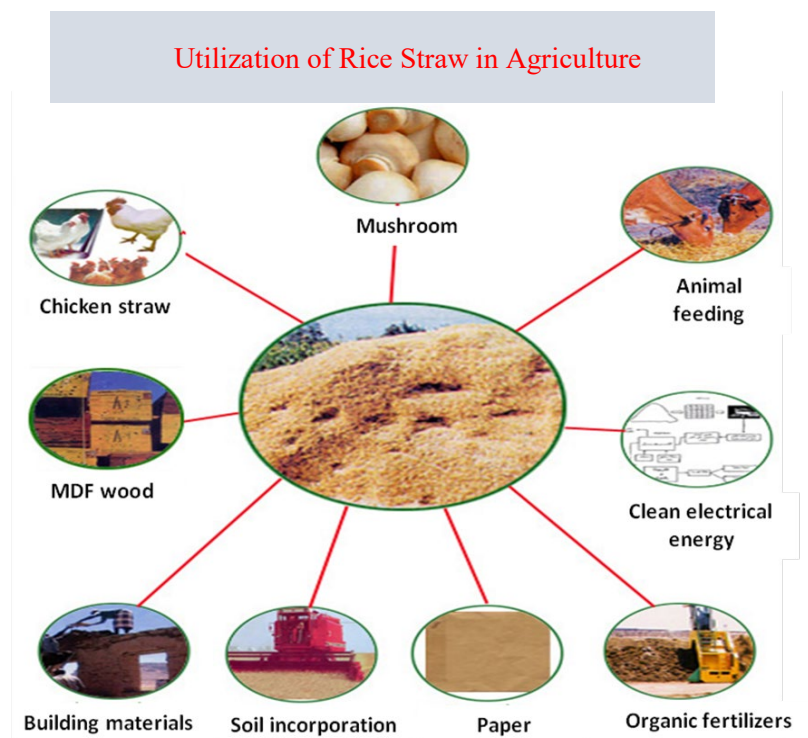 Utilization of Rice Straw in Agriculture
Mushroom
Chicken straw
Animal
feeding
MDF wood
Clean electrical
energy
Building materials
Soil incorporation
Paper
Organic fertilizers